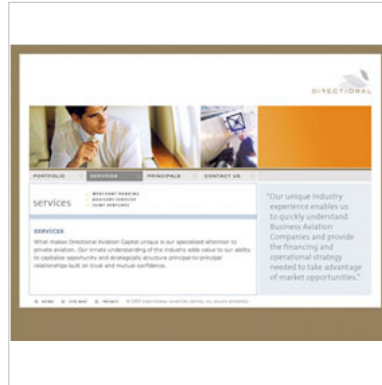 DIRECTIONAL
PORTFOLIO
SERVICES
PRINCIPALS
CONTACT US
services
MERCHANT BANKING
ADVISORY SERVICES
JOINT VENTURES
SERVICES
What makes Directional Aviation Capital unique is our specialized attention to
private aviation. Our innate understanding of the industry adds value to our ability
to capitalize opportunity and strategically structure principal-to-principal
relationships built on trust and mutual confidence.
"Our unique industry
experience enables us
to quickly understand
Business Aviation
Companies and provide
the financing and
operational strategy
needed to take advantage
of market opportunities."
HOME
SITE MAP
PRIVACY